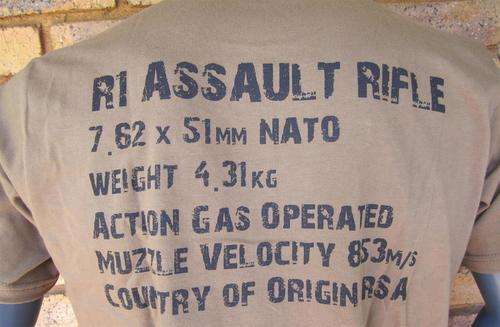 R1 ASSAULT RIFLE
7.62 X 51MM NATO
WEIGHT 4.31KG
ACTION GAS OPERATED
MUZZLE VELOCITY 853M/S
COUNTRY OF ORIGIN RSA